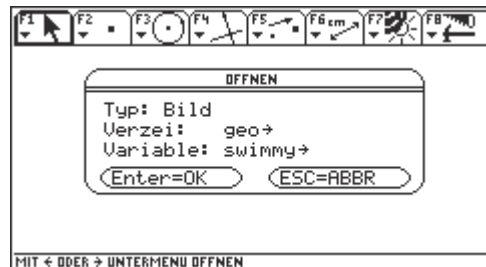 F1 F2 F3 F4 F5 F6 cm F7 F8
OFFNEN
Typ: Bild
Verzei: geo→
Variable: swimmy→
Enter=OK ESC=ABBR
MIT ← ODER → UNTERMENU OFFNEN